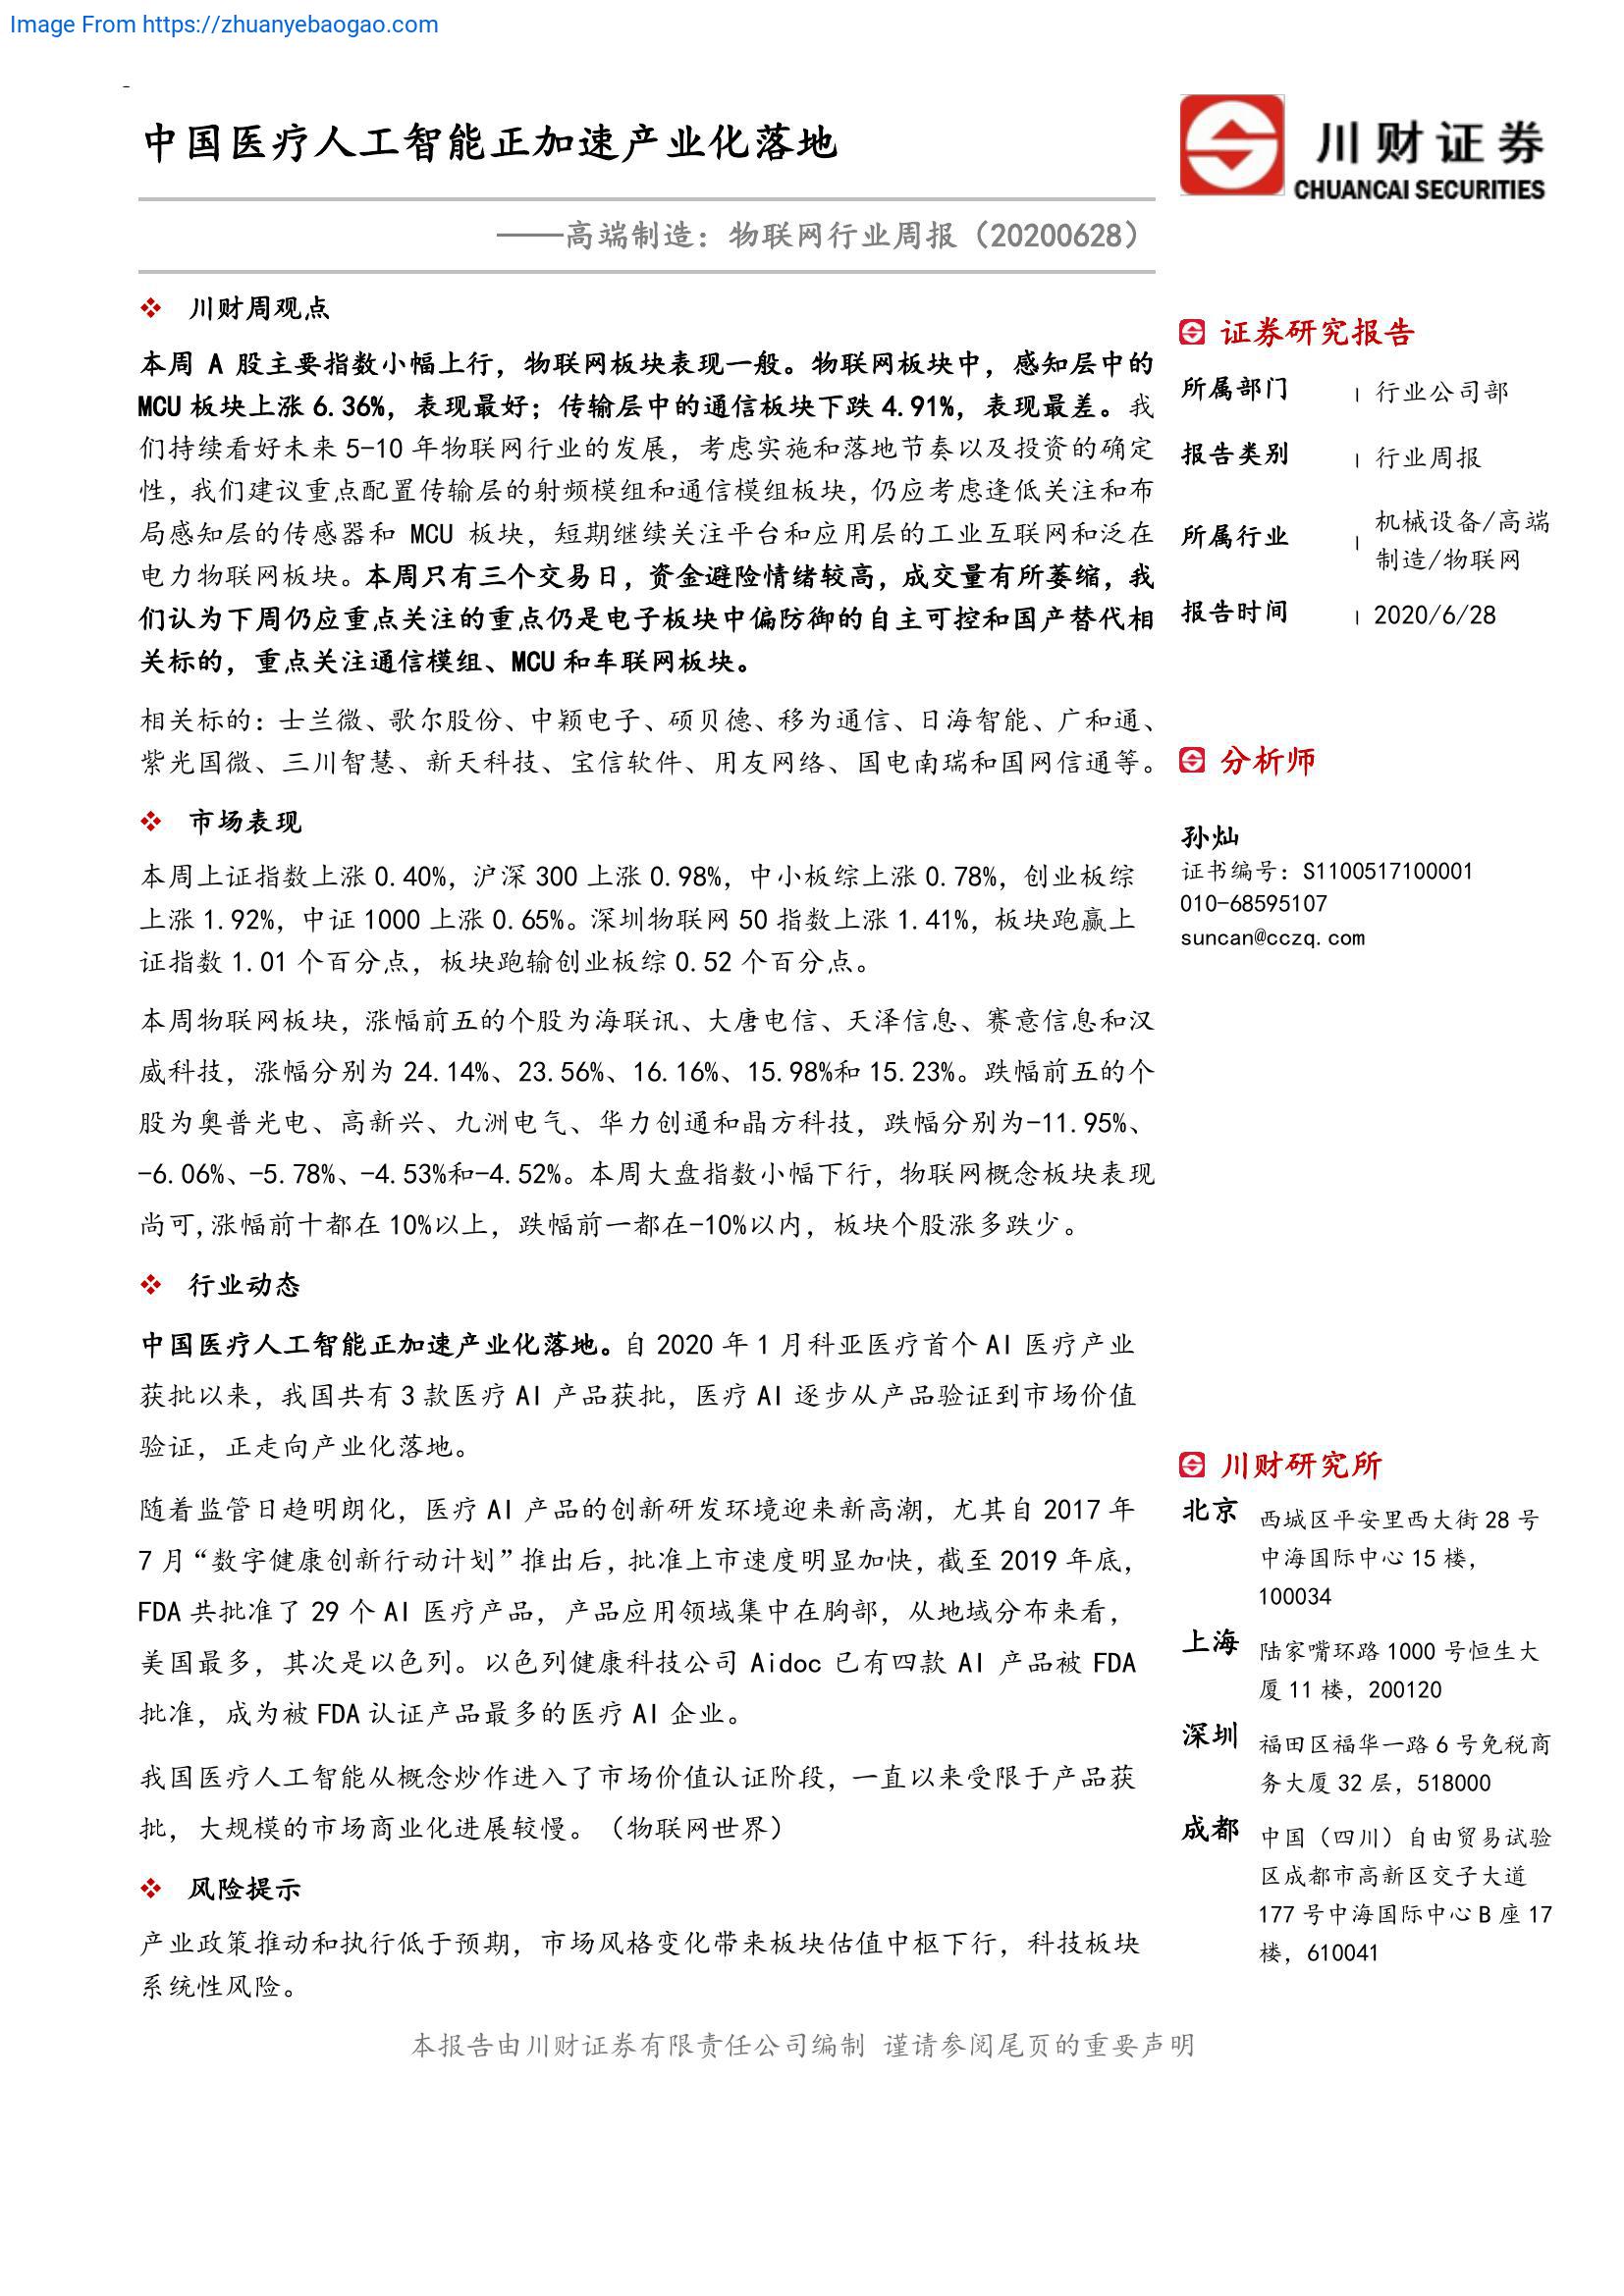 Image From https://zhuanyebaogao.com
-
中国医疗人工智能正加速产业化落地
川财证券
CHUANCAI SECURITIES
——高端制造：物联网行业周报（20200628）
川财周观点
本周 A 股主要指数小幅上行，物联网板块表现一般。物联网板块中，感知层中的
MCU 板块上涨 6.36%，表现最好；传输层中的通信板块下跌 4.91%，表现最差。我
们持续看好未来 5-10 年物联网行业的发展，考虑实施和落地节奏以及投资的确定
性，我们建议重点配置传输层的射频模组和通信模组板块，仍应考虑逢低关注和布
局感知层的传感器和 MCU 板块，短期继续关注平台和应用层的工业互联网和泛在
电力物联网板块。本周只有三个交易日，资金避险情绪较高，成交量有所萎缩，我
们认为下周仍应重点关注的重点仍是电子板块中偏防御的自主可控和国产替代相
关标的，重点关注通信模组、MCU 和车联网板块。
相关标的：士兰微、歌尔股份、中颖电子、硕贝德、移为通信、日海智能、广和通、
紫光国微、三川智慧、新天科技、宝信软件、用友网络、国电南瑞和国网信通等。
市场表现
本周上证指数上涨 0.40%，沪深 300 上涨 0.98%，中小板综上涨 0.78%，创业板综
上涨 1.92%，中证 1000 上涨 0.65%。深圳物联网 50 指数上涨 1.41%，板块跑赢上
证指数 1.01 个百分点，板块跑输创业板综 0.52 个百分点。
本周物联网板块，涨幅前五的个股为海联讯、大唐电信、天泽信息、赛意信息和汉
威科技，涨幅分别为 24.14%、23.56%、16.16%、15.98%和 15.23%。跌幅前五的个
股为奥普光电、高新兴、九洲电气、华力创通和晶方科技，跌幅分别为-11.95%、
-6.06%、-5.78%、-4.53%和-4.52%。本周大盘指数小幅下行，物联网概念板块表现
尚可,涨幅前十都在 10%以上，跌幅前一都在-10%以内，板块个股涨多跌少。
行业动态
中国医疗人工智能正加速产业化落地。自 2020 年 1 月科亚医疗首个 AI 医疗产业
获批以来，我国共有 3 款医疗 AI 产品获批，医疗 AI 逐步从产品验证到市场价值
验证，正走向产业化落地。
随着监管日趋明朗化，医疗 AI 产品的创新研发环境迎来新高潮，尤其自 2017 年
7 月“数字健康创新行动计划”推出后，批准上市速度明显加快，截至 2019 年底，
FDA 共批准了 29 个 AI 医疗产品，产品应用领域集中在胸部，从地域分布来看，
美国最多，其次是以色列。以色列健康科技公司 Aidoc 已有四款 AI 产品被 FDA
批准，成为被 FDA 认证产品最多的医疗 AI 企业。
我国医疗人工智能从概念炒作进入了市场价值认证阶段，一直以来受限于产品获
批，大规模的市场商业化进展较慢。（物联网世界）
风险提示
产业政策推动和执行低于预期，市场风格变化带来板块估值中枢下行，科技板块
系统性风险。
证券研究报告
所属部门 | 行业公司部
报告类别 | 行业周报
所属行业 | 机械设备/高端
制造/物联网
报告时间 | 2020/6/28
分析师
孙灿
证书编号：S1100517100001
010-68595107
suncan@cczq.com
川财研究所
北京 西城区平安里西大街 28 号
中海国际中心 15 楼，
100034
上海 陆家嘴环路 1000 号恒生大
厦 11 楼，200120
深圳 福田区福华一路 6 号免税商
务大厦 32 层，518000
成都 中国（四川）自由贸易试验
区成都市高新区交子大道
177 号中海国际中心 B 座 17
楼，610041
本报告由川财证券有限责任公司编制 谨请参阅尾页的重要声明